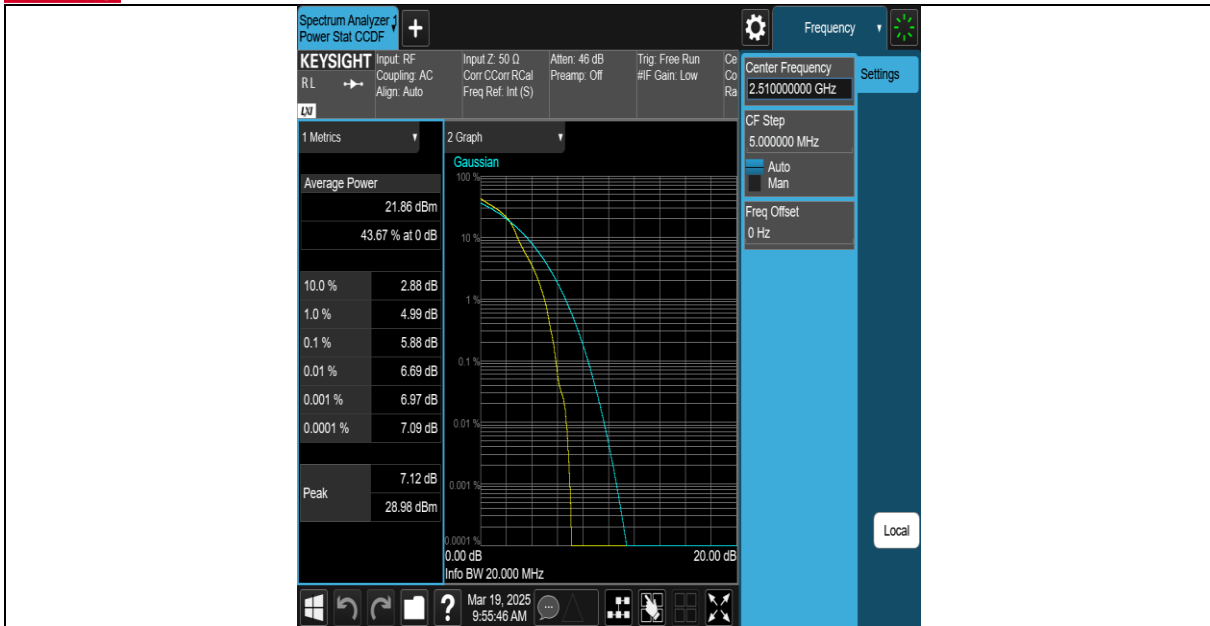 Spectrum Analyzer 1
Power Stat CCDF
+
Frequency
KEYSIGHT
RL
LXI
Input: RF
Coupling: AC
Align: Auto
Input Z: 50 Ω
Corr CCorr RCal
Freq Ref: Int (S)
Atten: 46 dB
Preamp: Off
Trig: Free Run
#IF Gain: Low
Ce
Co
Ra
Center Frequency
2.510000000 GHz
Settings
CF Step
5.000000 MHz
Auto
Man
Freq Offset
0 Hz
1 Metrics
Average Power
21.86 dBm
43.67 % at 0 dB
10.0 % 2.88 dB
1.0 % 4.99 dB
0.1 % 5.88 dB
0.01 % 6.69 dB
0.001 % 6.97 dB
0.0001 % 7.09 dB
Peak
7.12 dB
28.98 dBm
2 Graph
Gaussian
100 %
10 %
1 %
0.1 %
0.01 %
0.001 %
0.0001 %
0.00 dB 20.00 dB
Info BW 20.000 MHz
Local
?
Mar 19, 2025
9:55:46 AM